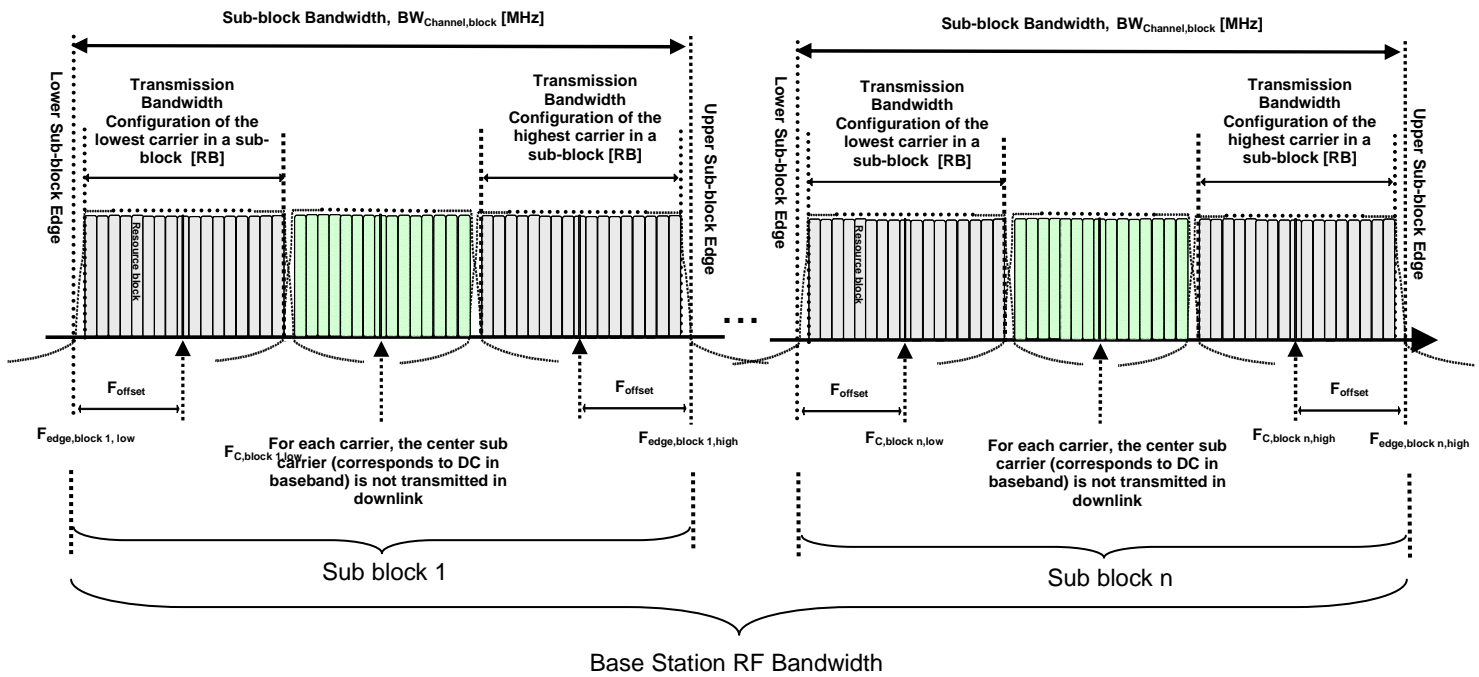 Sub-block Bandwidth, BWChannel,block [MHz]
Sub-block Bandwidth, BWChannel,block [MHz]
Lower Sub-block Edge
Transmission
Bandwidth
Configuration of the
lowest carrier in a sub-
block [RB]
Transmission
Bandwidth
Configuration of the
highest carrier in a
sub-block [RB]
Upper Sub-block Edge
Lower Sub-block Edge
Transmission
Bandwidth
Configuration of the
lowest carrier in a
sub-block [RB]
Transmission
Bandwidth
Configuration of the
highest carrier in a
sub-block [RB]
Upper Sub-block Edge
Resource block
...
Resource block
Foffset
Foffset
Foffset
Foffset
Fedge,block 1, low
FC,block 1,low
For each carrier, the center sub
carrier (corresponds to DC in
baseband) is not transmitted in
downlink
Fedge,block 1,high
FC,block n,low
For each carrier, the center sub
carrier (corresponds to DC in
baseband) is not transmitted in
downlink
FC,block n,high
Fedge,block n,high
Sub block 1
Sub block n
Base Station RF Bandwidth